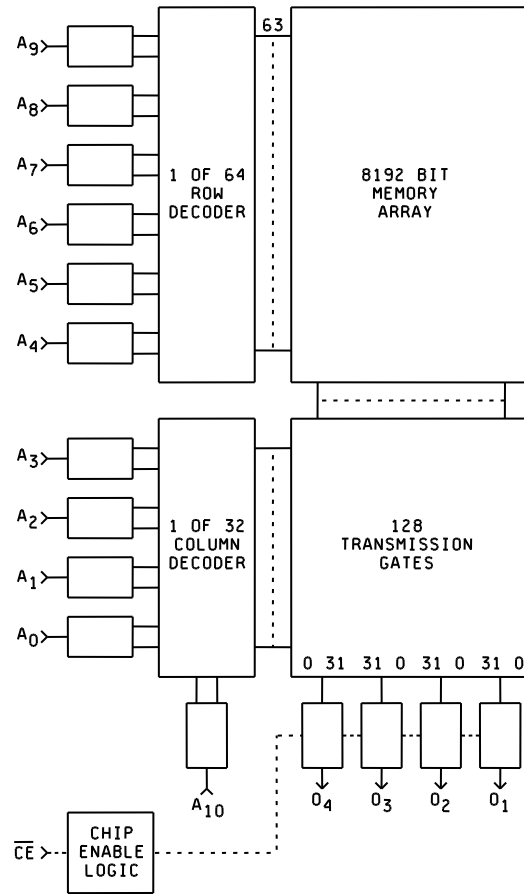 63
A9
A8
A7
A6
A5
A4
1 OF 64
ROW
DECODER
8192 BIT
MEMORY
ARRAY
A3
A2
A1
A0
1 OF 32
COLUMN
DECODER
128
TRANSMISSION
GATES
0 31 31 0 31 0 31 0
A10
O4 O3 O2 O1
CE
CHIP
ENABLE
LOGIC